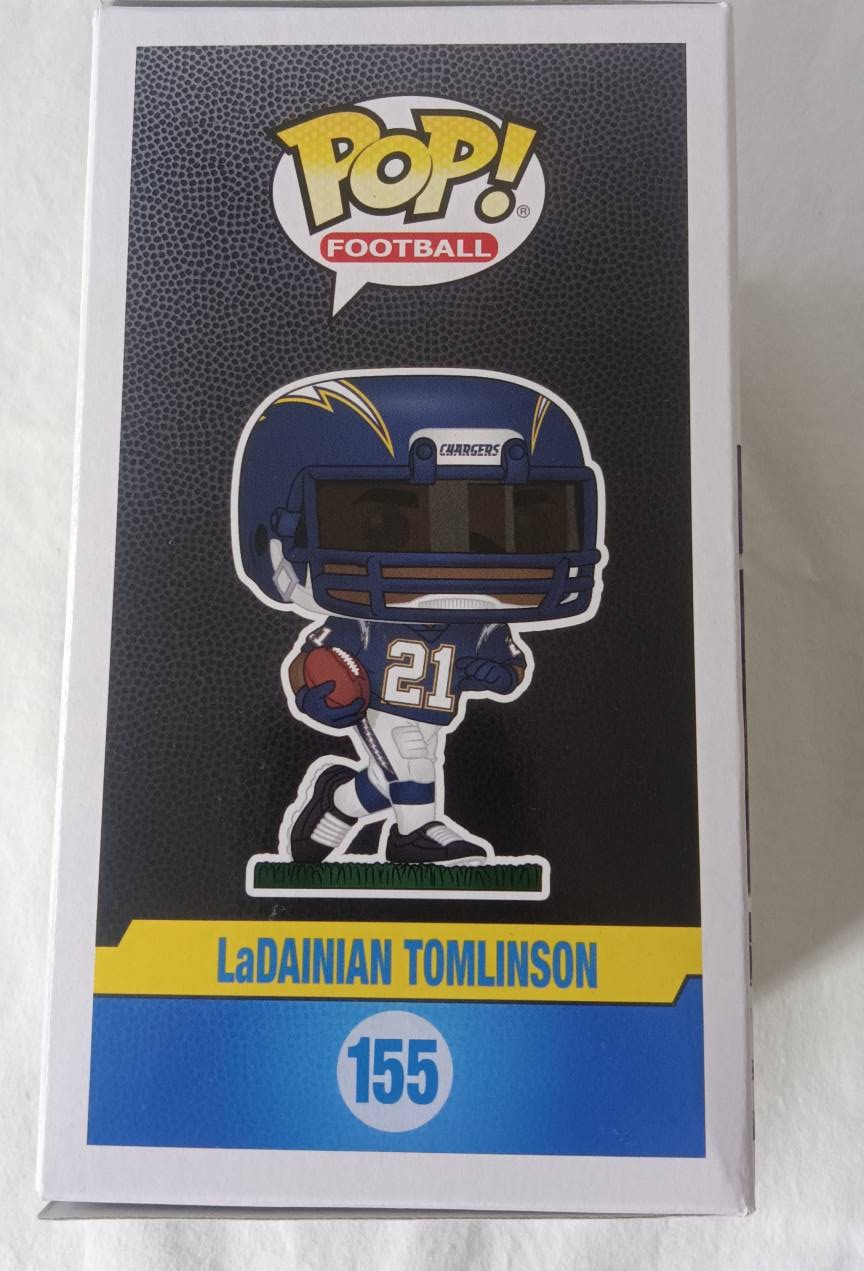 POP!®
FOOTBALL
CHARGERS
21
LaDAINIAN TOMLINSON
155